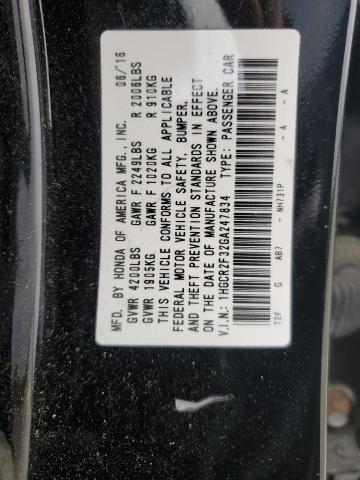 MFD. BY HONDA OF AMERICA MFG., INC. 06/'16
GVWR 4200LBS GAWR F 2249LBS R 2006LBS
GVWR 1905KG GAWR F 1020KG R 910KG
THIS VEHICLE CONFORMS TO ALL APPLICABLE
FEDERAL MOTOR VEHICLE SAFETY, BUMPER,
AND THEFT PREVENTION STANDARDS IN EFFECT
ON THE DATE OF MANUFACTURE SHOWN ABOVE.
V.I.N.: 1HGCR2F32GA247834 TYPE: PASSENGER CAR
T2F G AB7 - NH731P - A - A